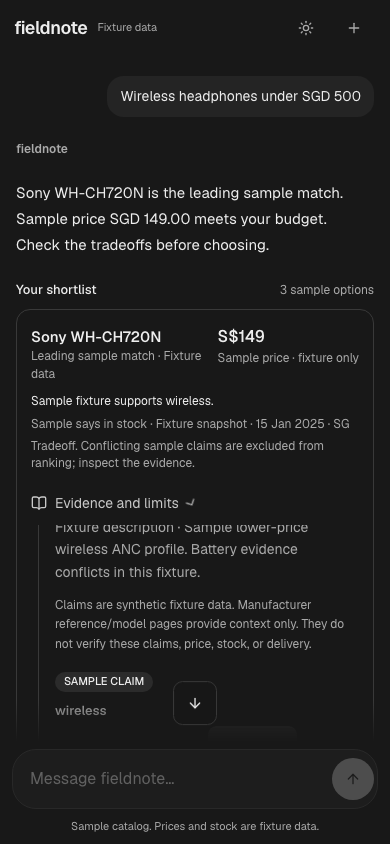 fieldnote Fixture data
Wireless headphones under SGD 500
fieldnote
Sony WH-CH720N is the leading sample match.
Sample price SGD 149.00 meets your budget.
Check the tradeoffs before choosing.
Your shortlist 3 sample options
Sony WH-CH720N S$149
Leading sample match · Fixture
data
Sample price · fixture only
Sample fixture supports wireless.
Sample says in stock · Fixture snapshot · 15 Jan 2025 · SG
Tradeoff. Conflicting sample claims are excluded from
ranking; inspect the evidence.
Evidence and limits
Fixture description · Sample lower-price
wireless ANC profile. Battery evidence
conflicts in this fixture.
Claims are synthetic fixture data. Manufacturer
reference/model pages provide context only. They do
not verify these claims, price, stock, or delivery.
SAMPLE CLAIM
wireless
Message fieldnote…
Sample catalog. Prices and stock are fixture data.